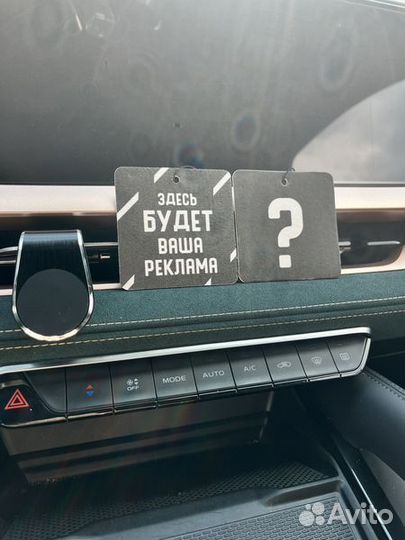 ЗДЕСЬ
БУДЕТ
ВАША
РЕКЛАМА
?
OFF
MODE
AUTO
A/C
Avito